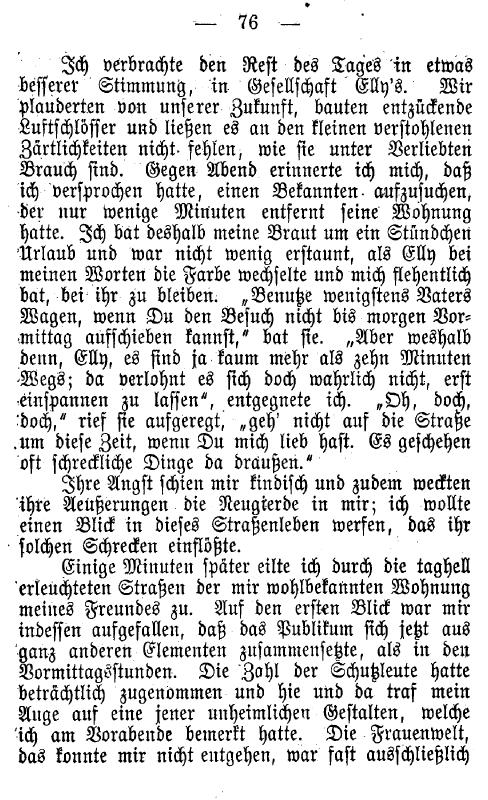 — 76 —
Ich verbrachte den Rest des Tages in etwas
besserer Stimmung, in Gesellschaft Elly's. Wir
plauderten von unserer Zukunft, bauten entzückende
Luftschlösser und ließen es an den kleinen verstohlenen
Zärtlichkeiten nicht fehlen, wie sie unter Verliebten
Brauch sind. Gegen Abend erinnerte ich mich, daß
ich versprochen hatte, einen Bekannten aufzusuchen,
der nur wenige Minuten entfernt seine Wohnung
hatte. Ich bat deshalb meine Braut um ein Stündchen
Urlaub und war nicht wenig erstaunt, als Elly bei
meinen Worten die Farbe wechselte und mich flehentlich
bat, bei ihr zu bleiben. „Benutze wenigstens Vaters
Wagen, wenn Du den Besuch nicht bis morgen Vor-
mittag aufschieben kannst,“ bat sie. „Aber weshalb
denn, Elly, es sind ja kaum mehr als zehn Minuten
Wegs; da verlohnt es sich doch wahrlich nicht, erst
einspannen zu lassen“, entgegnete ich. „Oh, doch,
doch,“ rief sie aufgeregt, „geh' nicht auf die Straße
um diese Zeit, wenn Du mich lieb hast. Es geschehen
oft schreckliche Dinge da draußen.“
Ihre Angst schien mir kindisch und zudem weckten
ihre Aeußerungen die Neugierde in mir; ich wollte
einen Blick in dieses Straßenleben werfen, das ihr
solchen Schrecken einflößte.
Einige Minuten später eilte ich durch die taghell
erleuchteten Straßen der mir wohlbekannten Wohnung
meines Freundes zu. Auf den ersten Blick war mir
indessen aufgefallen, daß das Publikum sich jetzt aus
ganz anderen Elementen zusammensetzte, als in den
Vormittagsstunden. Die Zahl der Schutzleute hatte
beträchtlich zugenommen und hie und da traf mein
Auge auf eine jener unheimlichen Gestalten, welche
ich am Vorabende bemerkt hatte. Die Frauenwelt,
das konnte mir nicht entgehen, war fast ausschließlich